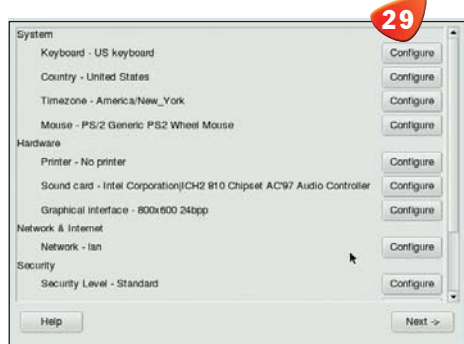 29
System
Keyboard - US keyboard Configure
Country - United States Configure
Timezone - America/New_York Configure
Mouse - PS/2 Generic PS2 Wheel Mouse Configure
Hardware
Printer - No printer Configure
Sound card - Intel Corporation|ICH2 810 Chipset AC'97 Audio Controller Configure
Graphical interface - 800x600 24bpp Configure
Network & Internet
Network - lan Configure
Security
Security Level - Standard Configure
Help Next ->